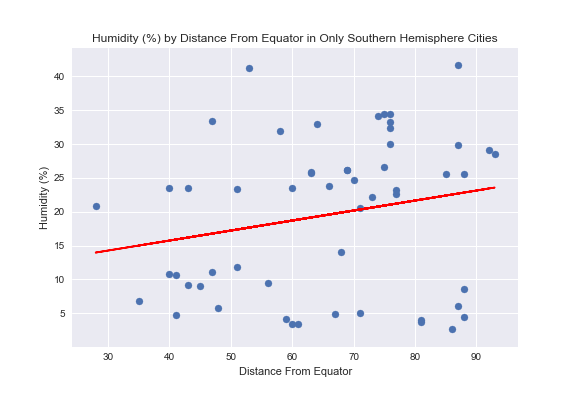 Humidity (%) by Distance From Equator in Only Southern Hemisphere Cities
Humidity (%)
40
35
30
25
20
15
10
5
30 40 50 60 70 80 90
Distance From Equator